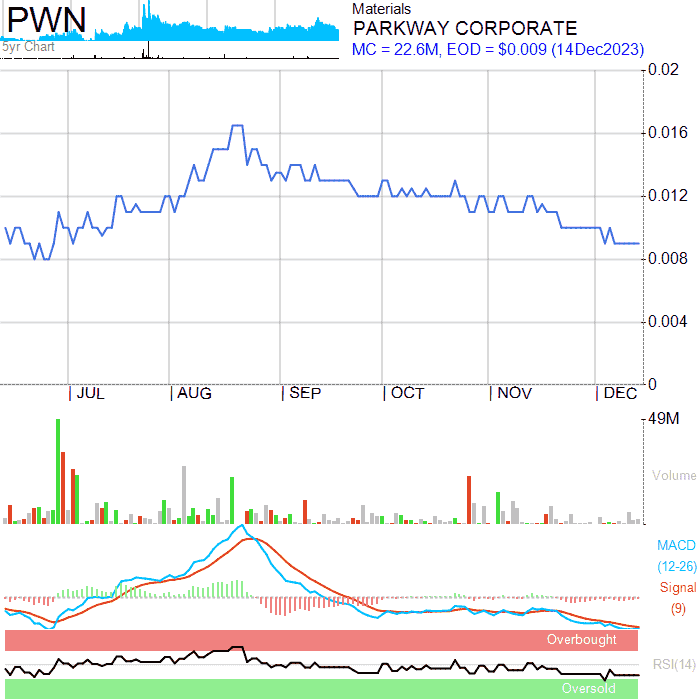 PWN
5yr Chart
Materials
PARKWAY CORPORATE
MC = 22.6M, EOD = $0.009 (14Dec2023)
0.02
0.016
0.012
0.008
0.004
0
JUL AUG SEP OCT NOV DEC
49M
Volume
MACD
(12-26)
Signal
(9)
Overbought
RSI(14)
Oversold